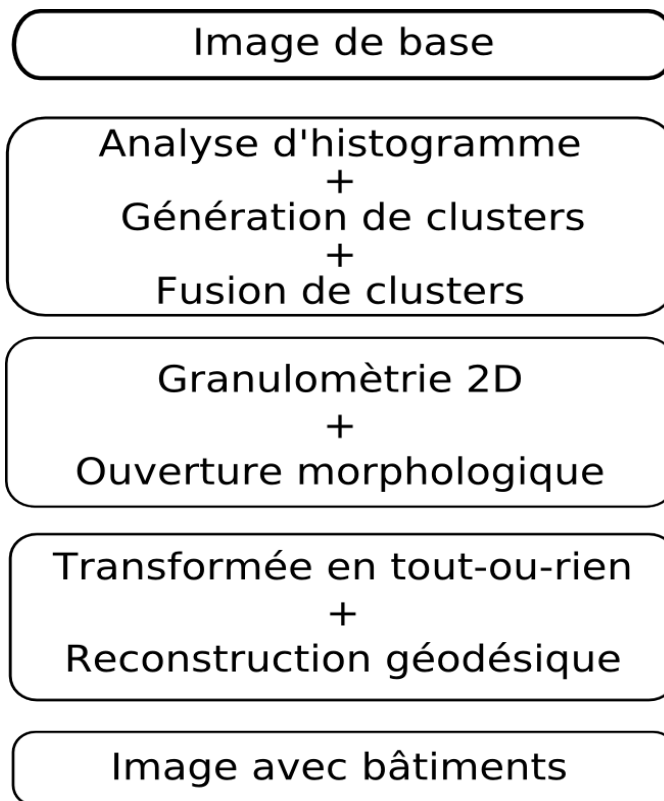 Image de base
Analyse d'histogramme
+
Génération de clusters
+
Fusion de clusters
Granulomètrie 2D
+
Ouverture morphologique
Transformée en tout-ou-rien
+
Reconstruction géodésique
Image avec bâtiments